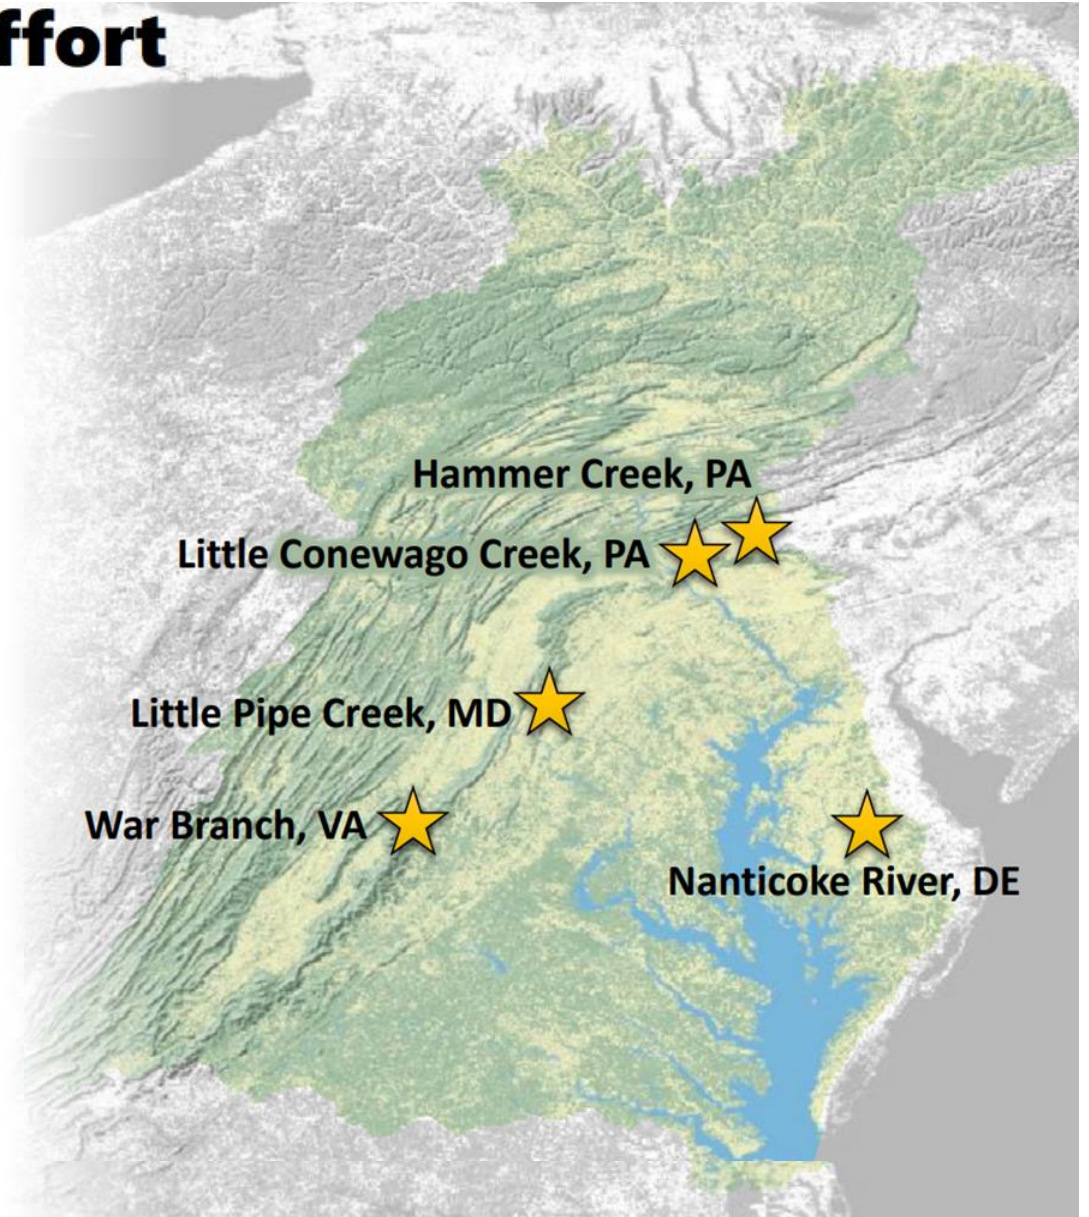 ffort
Hammer Creek, PA
Little Conewago Creek, PA
Little Pipe Creek, MD
War Branch, VA
Nanticoke River, DE